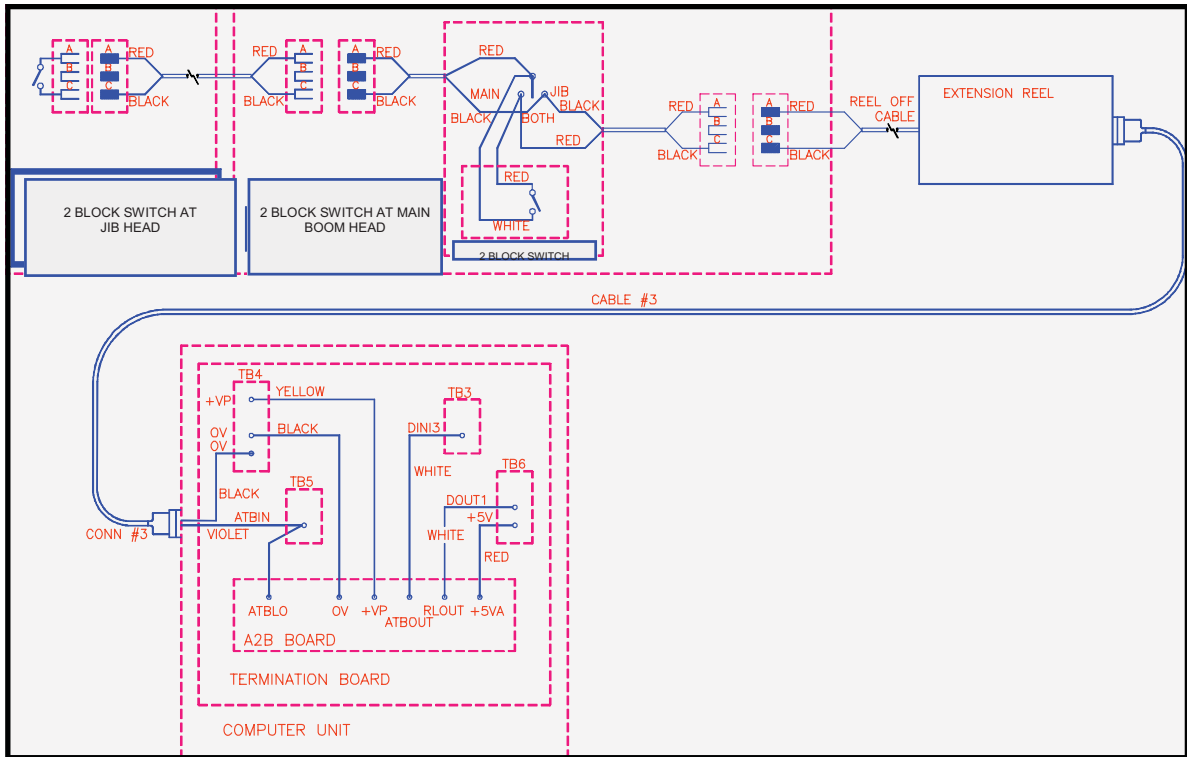 A
B
C
A
B
C
RED
BLACK
RED
BLACK
A
B
C
A
B
C
RED
BLACK
RED
MAIN
JIB
BLACK
BLACK
BOTH
RED
RED
WHITE
2 BLOCK SWITCH
RED
BLACK
A
B
C
A
B
C
RED
BLACK
REEL OFF
CABLE
EXTENSION REEL
2 BLOCK SWITCH AT
JIB HEAD
2 BLOCK SWITCH AT MAIN
BOOM HEAD
CABLE #3
TB4
+VP
YELLOW
0V
0V
BLACK
BLACK
TB3
DINI3
WHITE
TB6
DOUT1
+5V
WHITE
RED
TB5
ATBIN
VIOLET
CONN #3
ATBLO
0V
+VP
ATBOUT
RLOUT
+5VA
A2B BOARD
TERMINATION BOARD
COMPUTER UNIT